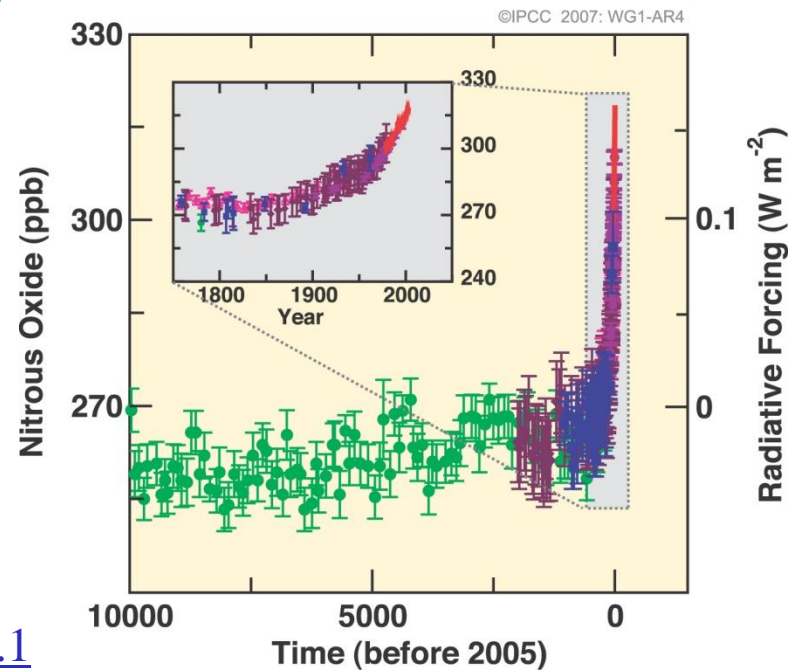 ©IPCC 2007: WG1-AR4
330
330
300
300
270
240
1800 1900 2000
Year
Nitrous Oxide (ppb)
300
270
0.1
0
Radiative Forcing (W m⁻²)
10000 5000 0
Time (before 2005)
.1